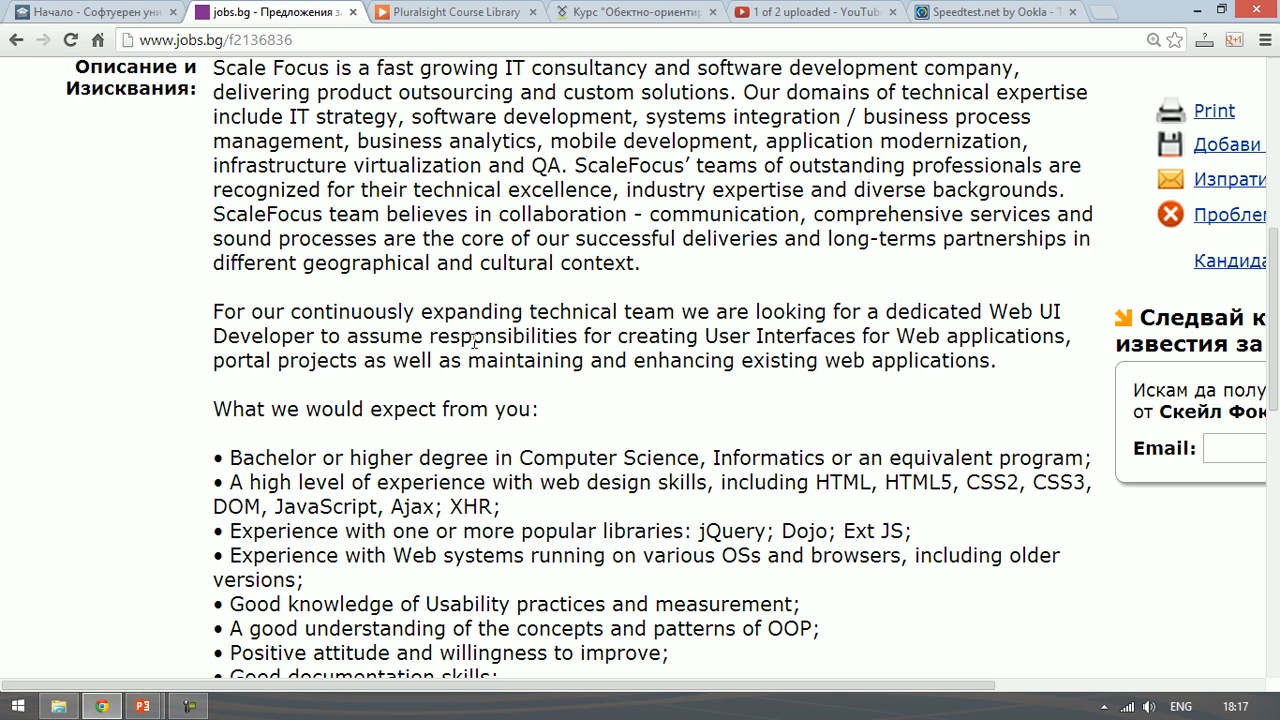 Начало - Софтуерен уни
jobs.bg - Предложения за
Pluralsight Course Library
Курс "Обектно-ориентир
1 of 2 uploaded - YouTube
Speedtest.net by Ookla - T
www.jobs.bg/f2136836
Описание и
Изисквания:
Scale Focus is a fast growing IT consultancy and software development company,
delivering product outsourcing and custom solutions. Our domains of technical expertise
include IT strategy, software development, systems integration / business process
management, business analytics, mobile development, application modernization,
infrastructure virtualization and QA. ScaleFocus’ teams of outstanding professionals are
recognized for their technical excellence, industry expertise and diverse backgrounds.
ScaleFocus team believes in collaboration - communication, comprehensive services and
sound processes are the core of our successful deliveries and long-terms partnerships in
different geographical and cultural context.
For our continuously expanding technical team we are looking for a dedicated Web UI
Developer to assume responsibilities for creating User Interfaces for Web applications,
portal projects as well as maintaining and enhancing existing web applications.
What we would expect from you:
• Bachelor or higher degree in Computer Science, Informatics or an equivalent program;
• A high level of experience with web design skills, including HTML, HTML5, CSS2, CSS3,
DOM, JavaScript, Ajax; XHR;
• Experience with one or more popular libraries: jQuery; Dojo; Ext JS;
• Experience with Web systems running on various OSs and browsers, including older
versions;
• Good knowledge of Usability practices and measurement;
• A good understanding of the concepts and patterns of OOP;
• Positive attitude and willingness to improve;
• Good documentation skills;
Print
Добави
Изпрати
Проблем
Кандида
Следвай к
известия за
Искам да полу
от Скейл Фок
Email:
ENG
18:17